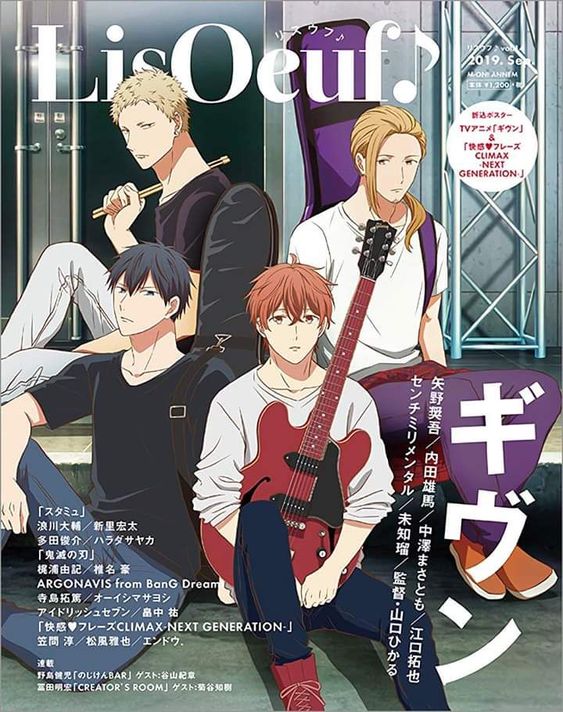 LisOeuf♪
リスウフ♪
リスウフ♪ vol.14
2019. Sep.
M-ON! ANNEX
本体 ¥1,200 +税
折込ポスター
TVアニメ「ギヴン」
&
「快感♥フレーズ
CLIMAX
-NEXT
GENERATION-」
ギヴン
矢野奨吾/内田雄馬/中澤まさとも/江口拓也
センチミリメンタル/未知瑠/監督・山口ひかる
「スタミュ」
浪川大輔/新里宏太
多田俊介/ハラダサヤカ
「鬼滅の刃」
梶浦由記/椎名 豪
ARGONAVIS from BanG Dream!
寺島拓篤/オーイシマサヨシ
アイドリッシュセブン/畠中 祐
「快感♥フレーズCLIMAX-NEXT GENERATION-」
笠間 淳/松風雅也/エンドウ.
連載
野島健児「のじけんBAR」ゲスト:谷山紀章
冨田明宏「CREATOR'S ROOM」ゲスト:菊谷知樹